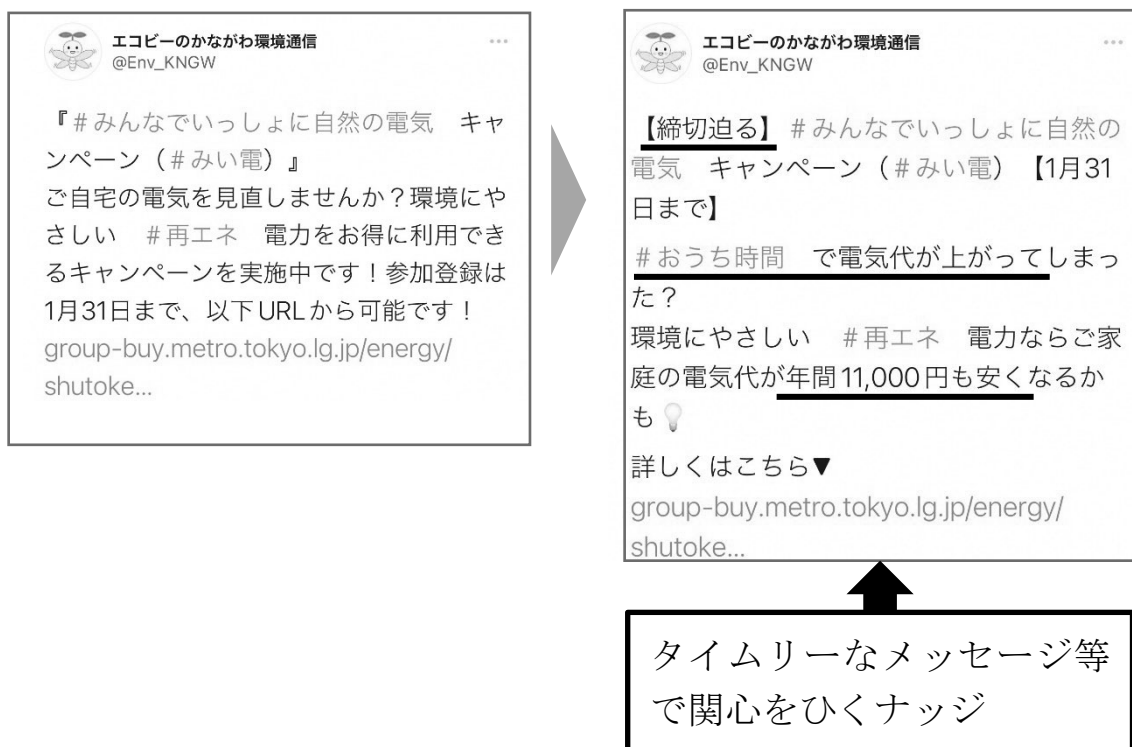 エコビーのかながわ環境通信
@Env_KNGW
『#みんなでいっしょに自然の電気　キャ
ンペーン（#みい電）』
ご自宅の電気を見直しませんか？環境にや
さしい　#再エネ　電力をお得に利用でき
るキャンペーンを実施中です！参加登録は
1月31日まで、以下URLから可能です！
group-buy.metro.tokyo.lg.jp/energy/
shutoke...
エコビーのかながわ環境通信
@Env_KNGW
【締切迫る】#みんなでいっしょに自然の
電気　キャンペーン（#みい電）【1月31
日まで】
#おうち時間　で電気代が上がってしまっ
た？
環境にやさしい　#再エネ　電力ならご家
庭の電気代が年間11,000円も安くなるか
も💡
詳しくはこちら▼
group-buy.metro.tokyo.lg.jp/energy/
shutoke...
タイムリーなメッセージ等
で関心をひくナッジ